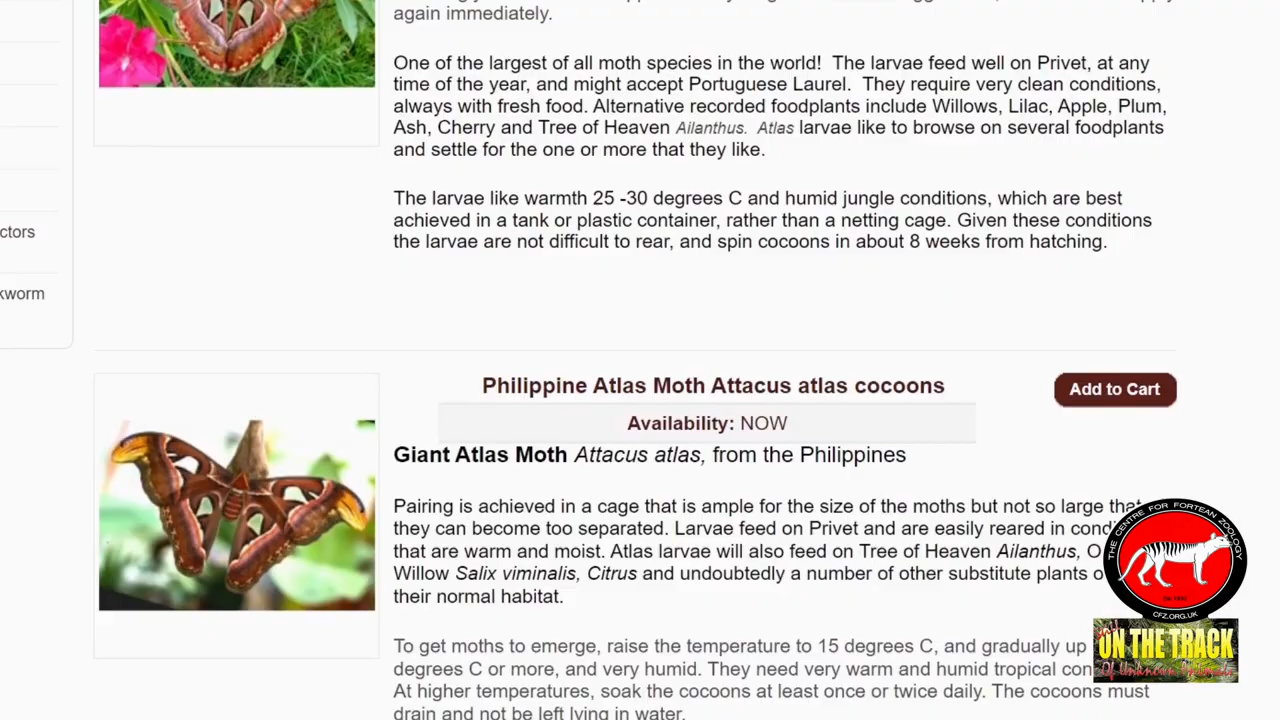 again immediately.
One of the largest of all moth species in the world! The larvae feed well on Privet, at any
time of the year, and might accept Portuguese Laurel. They require very clean conditions,
always with fresh food. Alternative recorded foodplants include Willows, Lilac, Apple, Plum,
Ash, Cherry and Tree of Heaven Ailanthus. Atlas larvae like to browse on several foodplants
and settle for the one or more that they like.
The larvae like warmth 25 -30 degrees C and humid jungle conditions, which are best
achieved in a tank or plastic container, rather than a netting cage. Given these conditions
the larvae are not difficult to rear, and spin cocoons in about 8 weeks from hatching.
ctors
kworm
Philippine Atlas Moth Attacus atlas cocoons
Add to Cart
Availability: NOW
Giant Atlas Moth Attacus atlas, from the Philippines
Pairing is achieved in a cage that is ample for the size of the moths but not so large that
they can become too separated. Larvae feed on Privet and are easily reared in cond
that are warm and moist. Atlas larvae will also feed on Tree of Heaven Ailanthus, O
Willow Salix viminalis, Citrus and undoubtedly a number of other substitute plants o
their normal habitat.
To get moths to emerge, raise the temperature to 15 degrees C, and gradually up
degrees C or more, and very humid. They need very warm and humid tropical con
At higher temperatures, soak the cocoons at least once or twice daily. The cocoons must
drain and not be left lying in water.
THE CENTRE FOR FORTEAN ZOOLOGY
CFZ.ORG.UK
ON THE TRACK
Of Unknown Animals